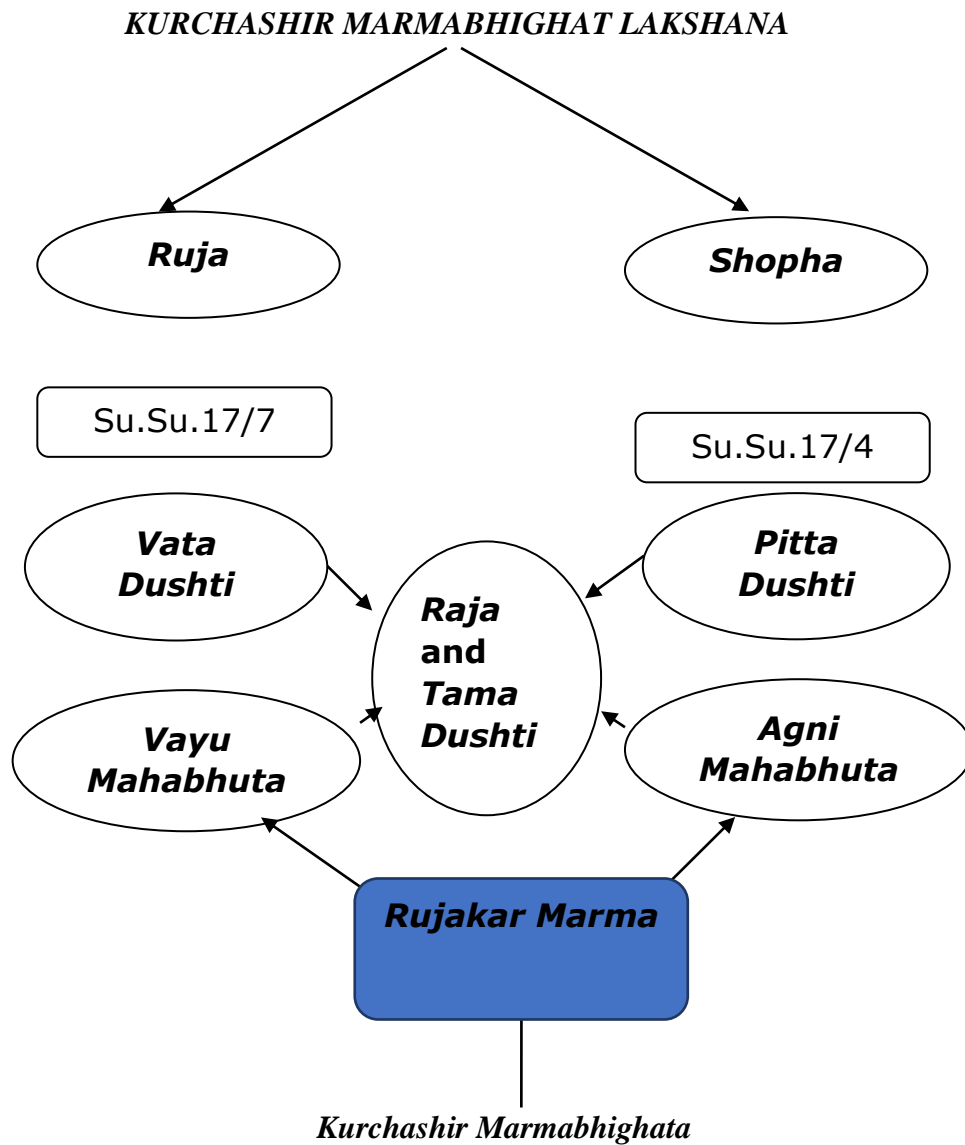 KURCHASHIR MARMABHIGHAT LAKSHANA
Ruja
Shopha
Su.Su.17/7
Su.Su.17/4
Vata
Dushti
Pitta
Dushti
Raja
and
Tama
Dushti
Vayu
Mahabhuta
Agni
Mahabhuta
Rujakar Marma
Kurchashir Marmabhighata